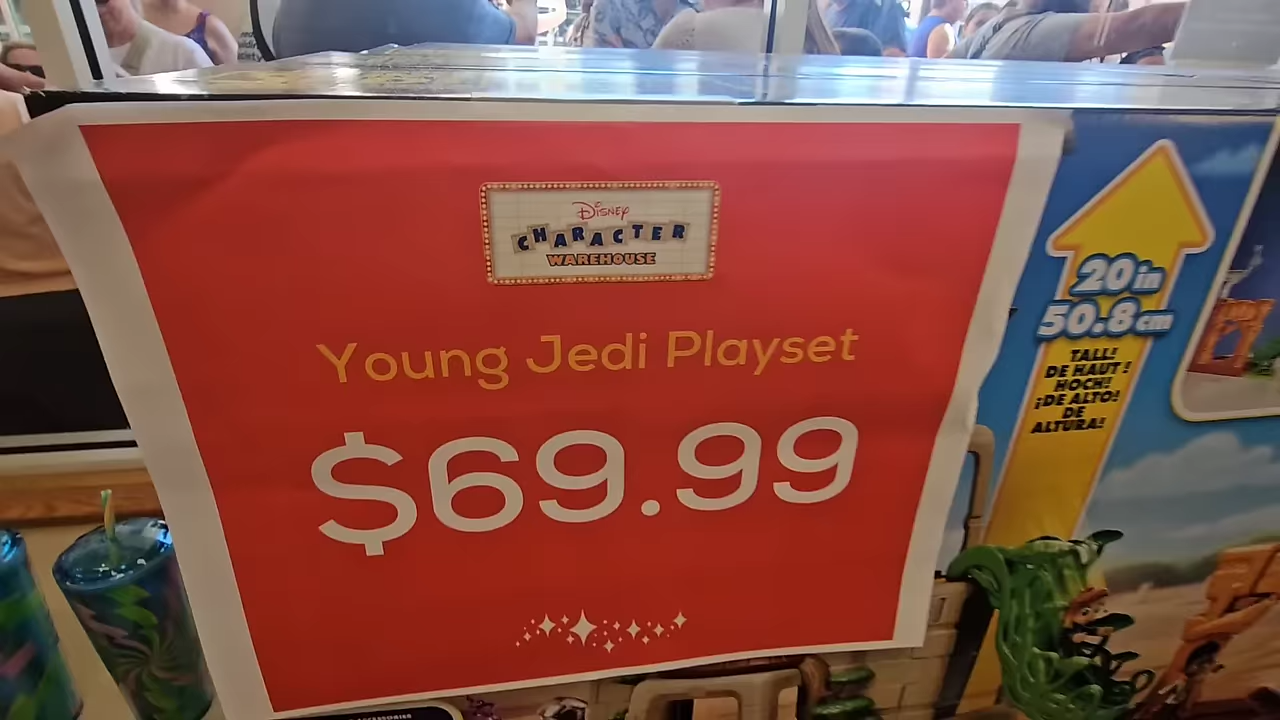 Disney
CHARACTER
WAREHOUSE
Young Jedi Playset
$69.99
20 in
50.8 cm
TALL!
DE HAUT !
HOCH!
¡DE ALTO!
DE
ALTURA!
ACCESSORIES